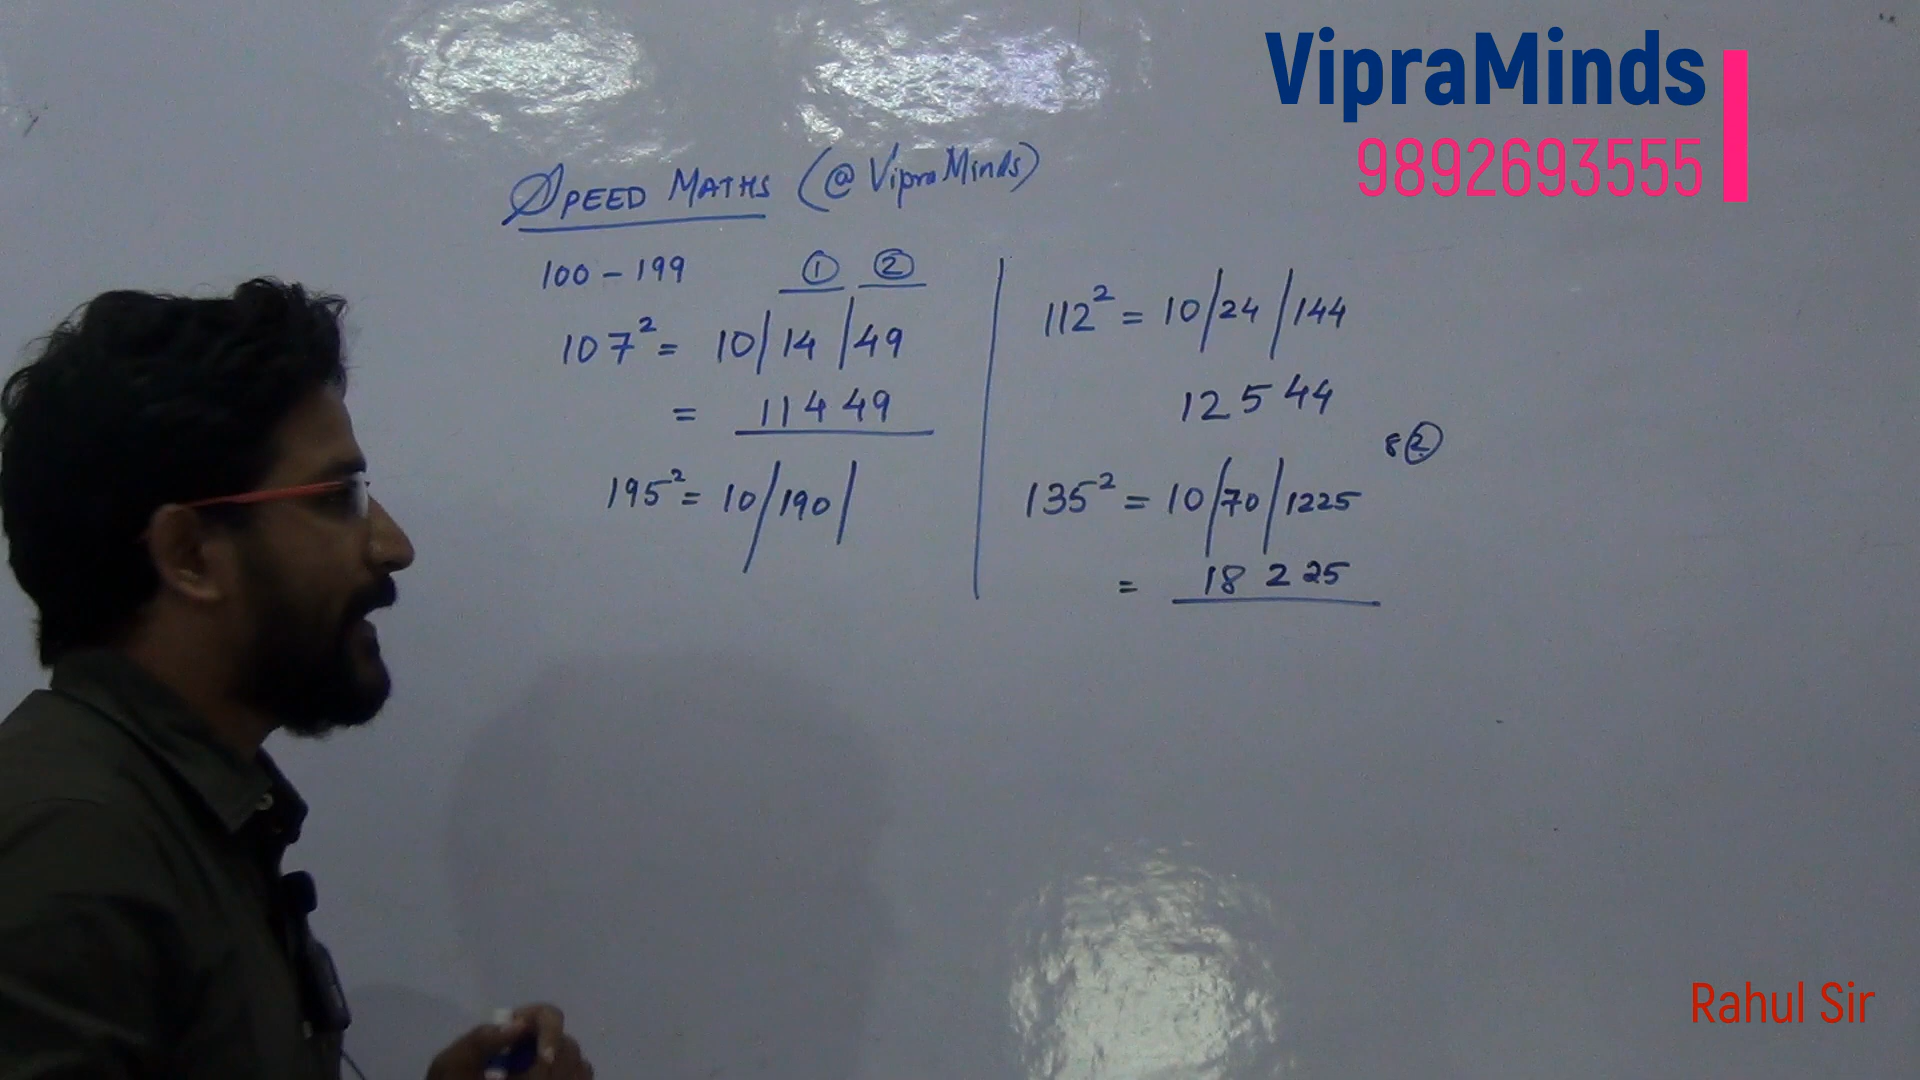 VipraMinds
9892693555
SPEED MATHS (@VipraMinds)
100 - 199 ① ②
107² = 10/14/49
= 11449
195² = 10/190/
112² = 10/24/144
12544
8②
135² = 10/70/1225
= 18225
Rahul Sir